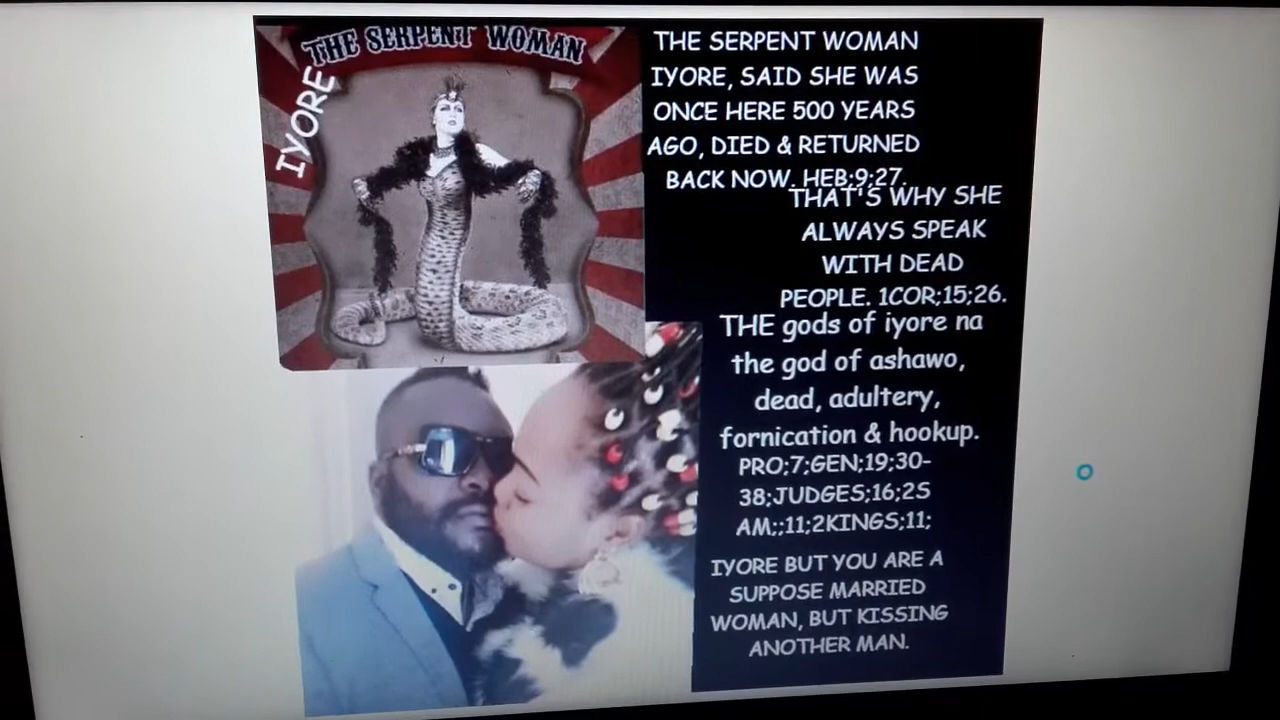 THE SERPENT WOMAN
IYORE
THE SERPENT WOMAN
IYORE, SAID SHE WAS
ONCE HERE 500 YEARS
AGO, DIED & RETURNED
BACK NOW. HEB;9;27.
THAT'S WHY SHE
ALWAYS SPEAK
WITH DEAD
PEOPLE. 1COR;15;26.
THE gods of iyore na
the god of ashawo,
dead, adultery,
fornication & hookup.
PRO;7;GEN;19;30-
38;JUDGES;16;2S
AM;;11;2KINGS;11;
IYORE BUT YOU ARE A
SUPPOSE MARRIED
WOMAN, BUT KISSING
ANOTHER MAN.